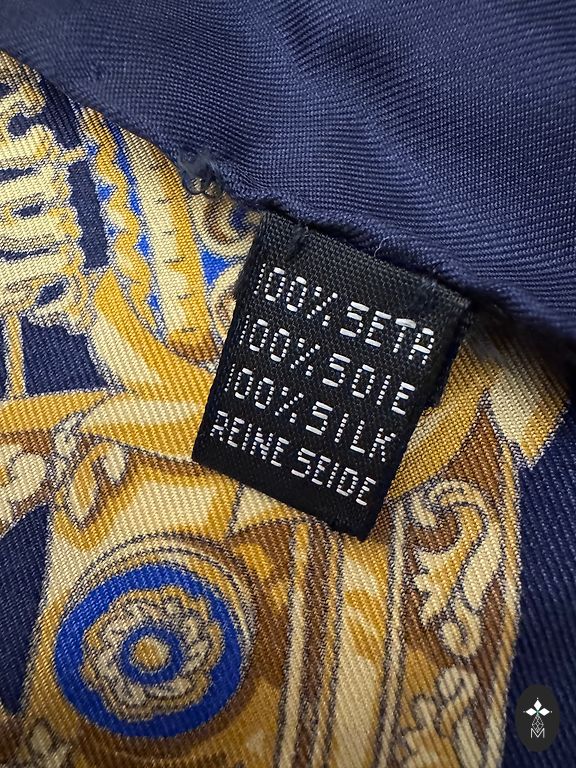 100% SETA
100% SOIE
100% SILK
REINE SEIDE